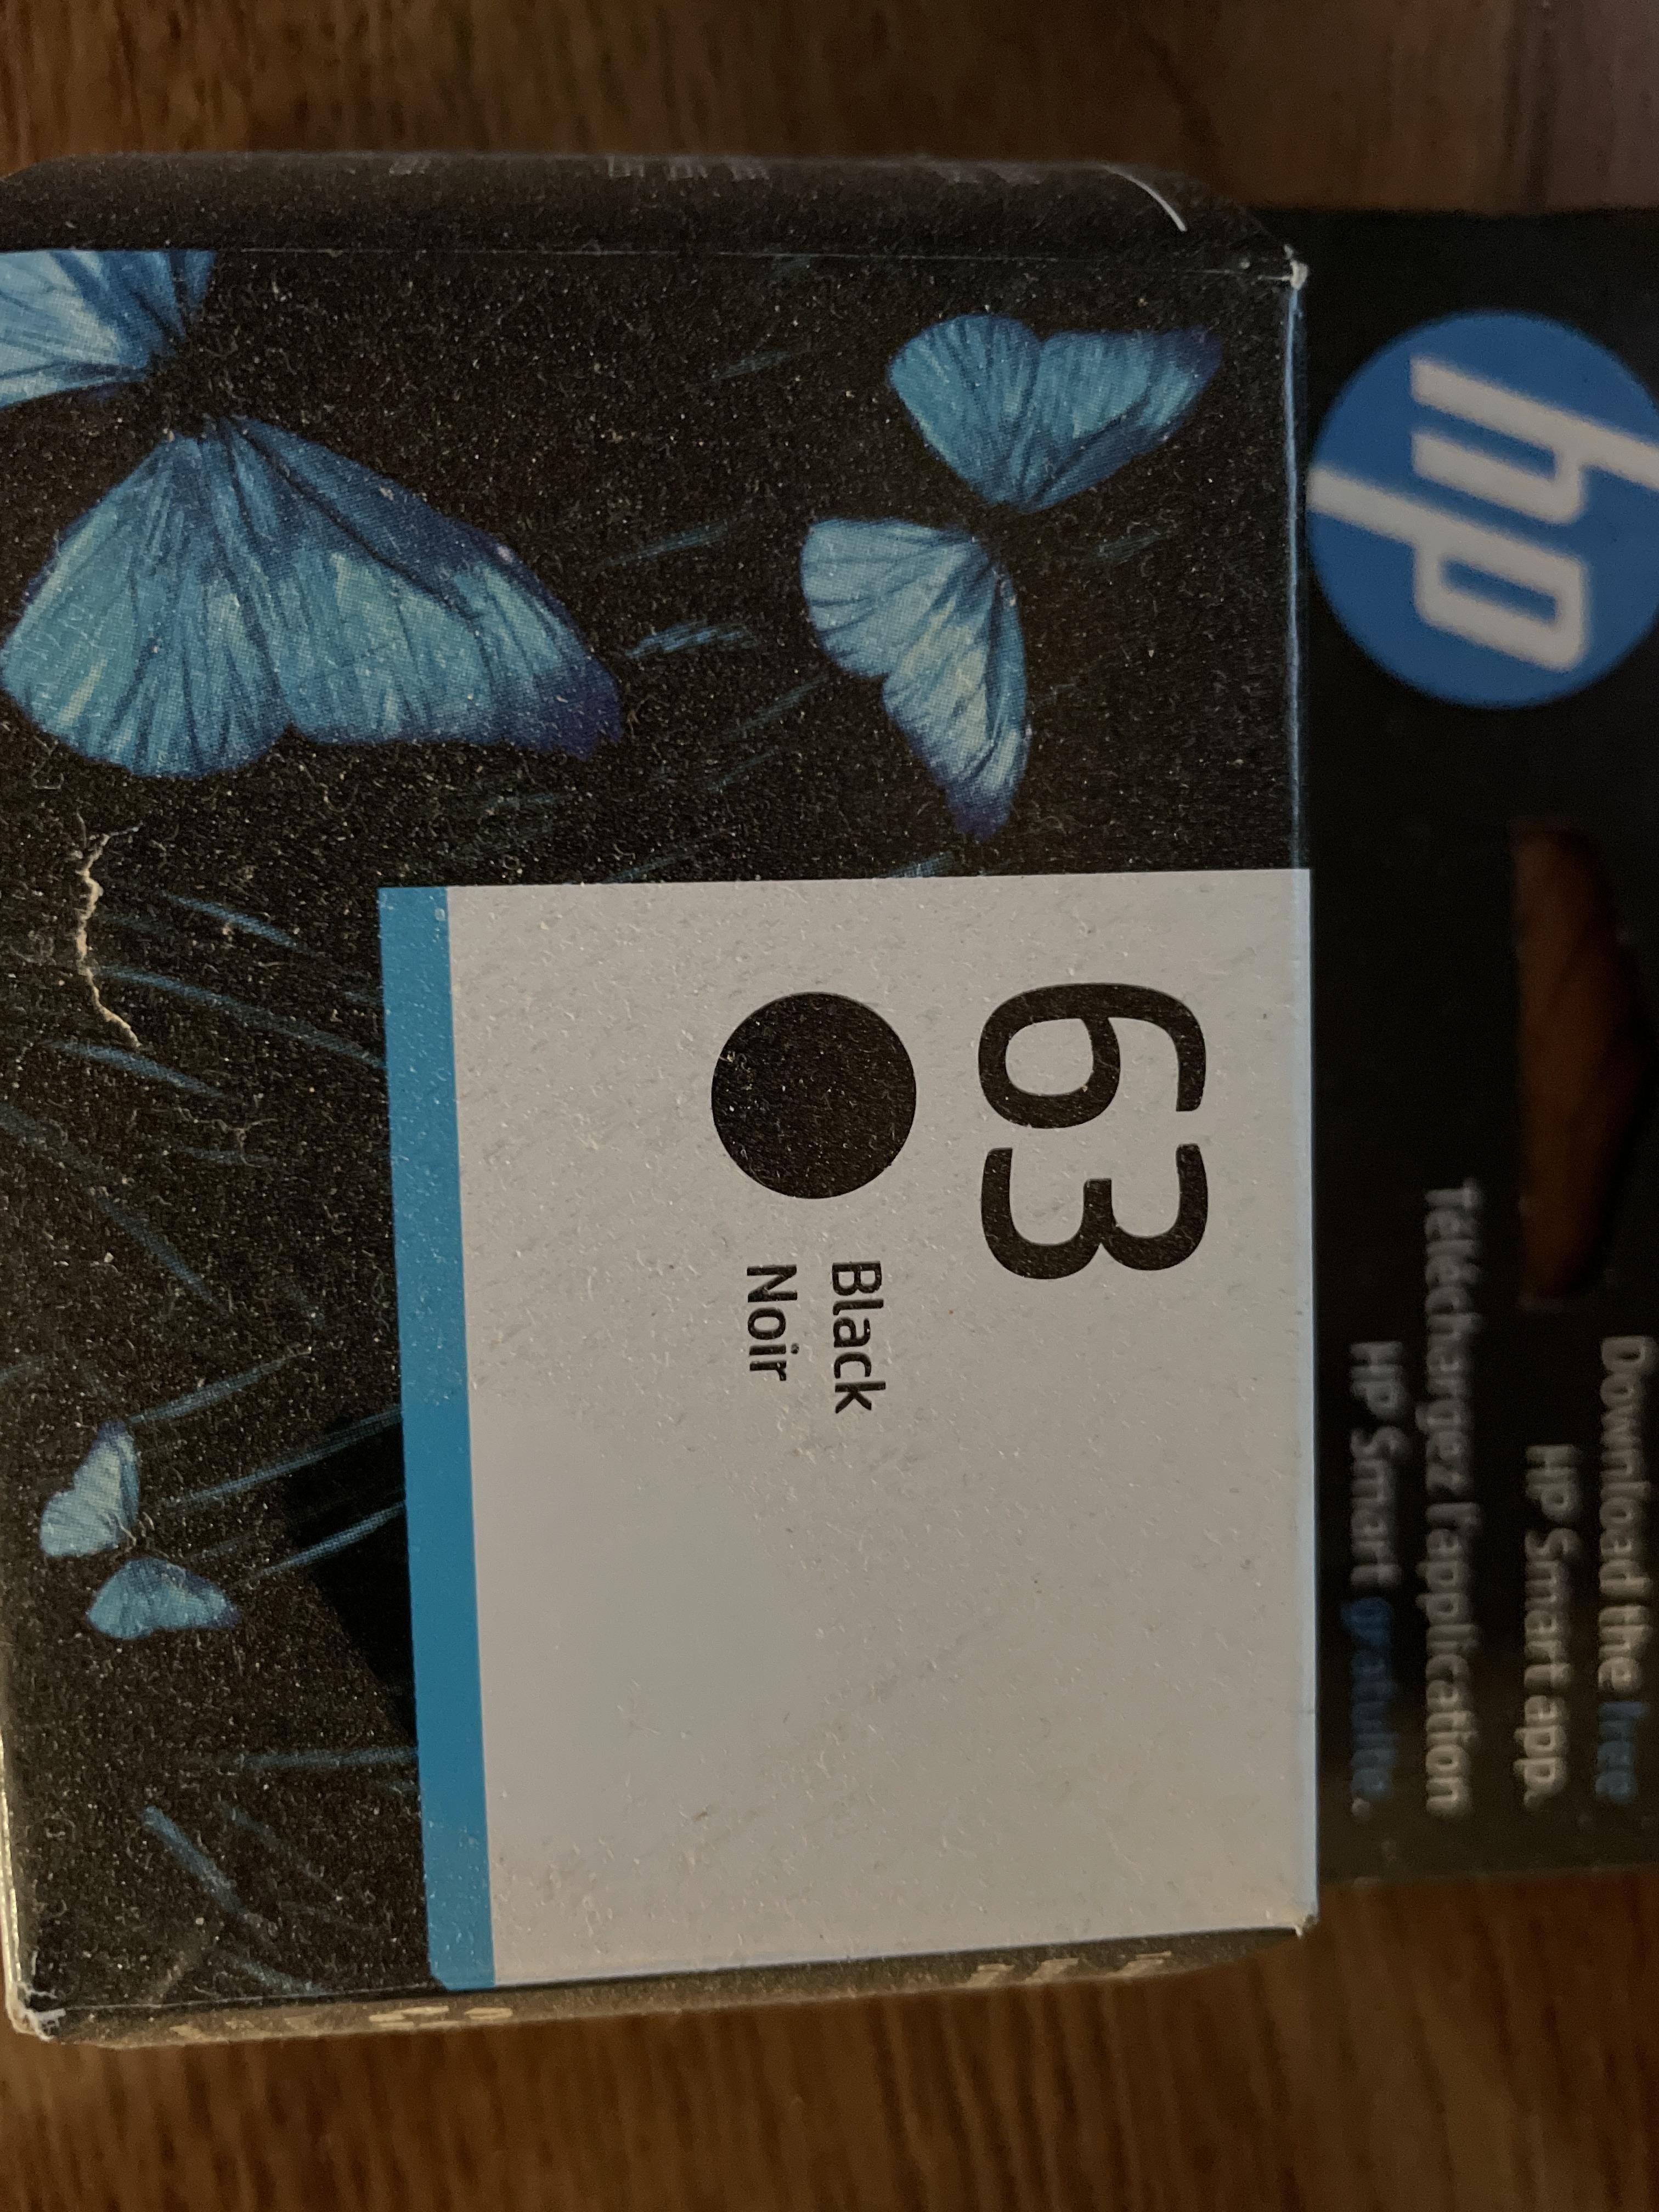 hp
Download the free
HP Smart app.
Téléchargez l'application
HP Smart gratuite.
63
Black
Noir